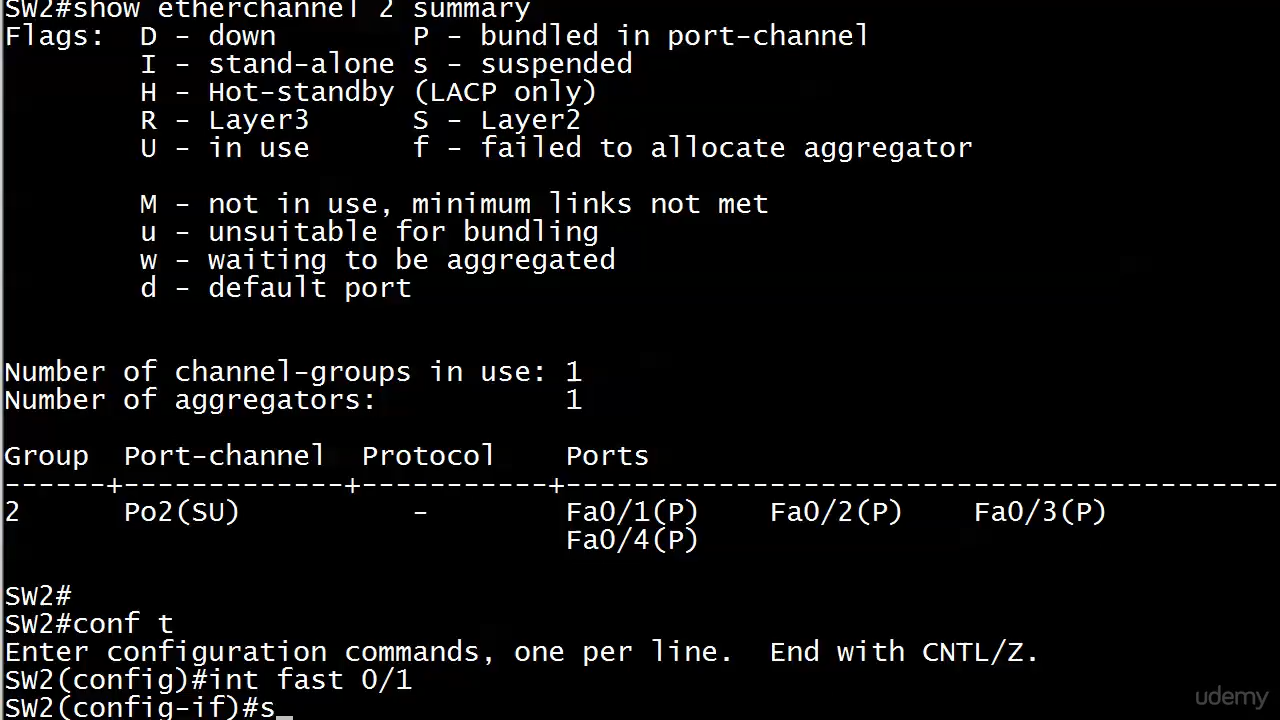 SW2#show etherchannel 2 summary
Flags:  D - down        P - bundled in port-channel
        I - stand-alone s - suspended
        H - Hot-standby (LACP only)
        R - Layer3      S - Layer2
        U - in use      f - failed to allocate aggregator

        M - not in use, minimum links not met
        u - unsuitable for bundling
        w - waiting to be aggregated
        d - default port

Number of channel-groups in use: 1
Number of aggregators:           1

Group  Port-channel  Protocol    Ports
------+-------------+-----------+------------------------------------------
2      Po2(SU)          -        Fa0/1(P)    Fa0/2(P)    Fa0/3(P)
                                 Fa0/4(P)

SW2#
SW2#conf t
Enter configuration commands, one per line.  End with CNTL/Z.
SW2(config)#int fast 0/1
SW2(config-if)#s_
udemy